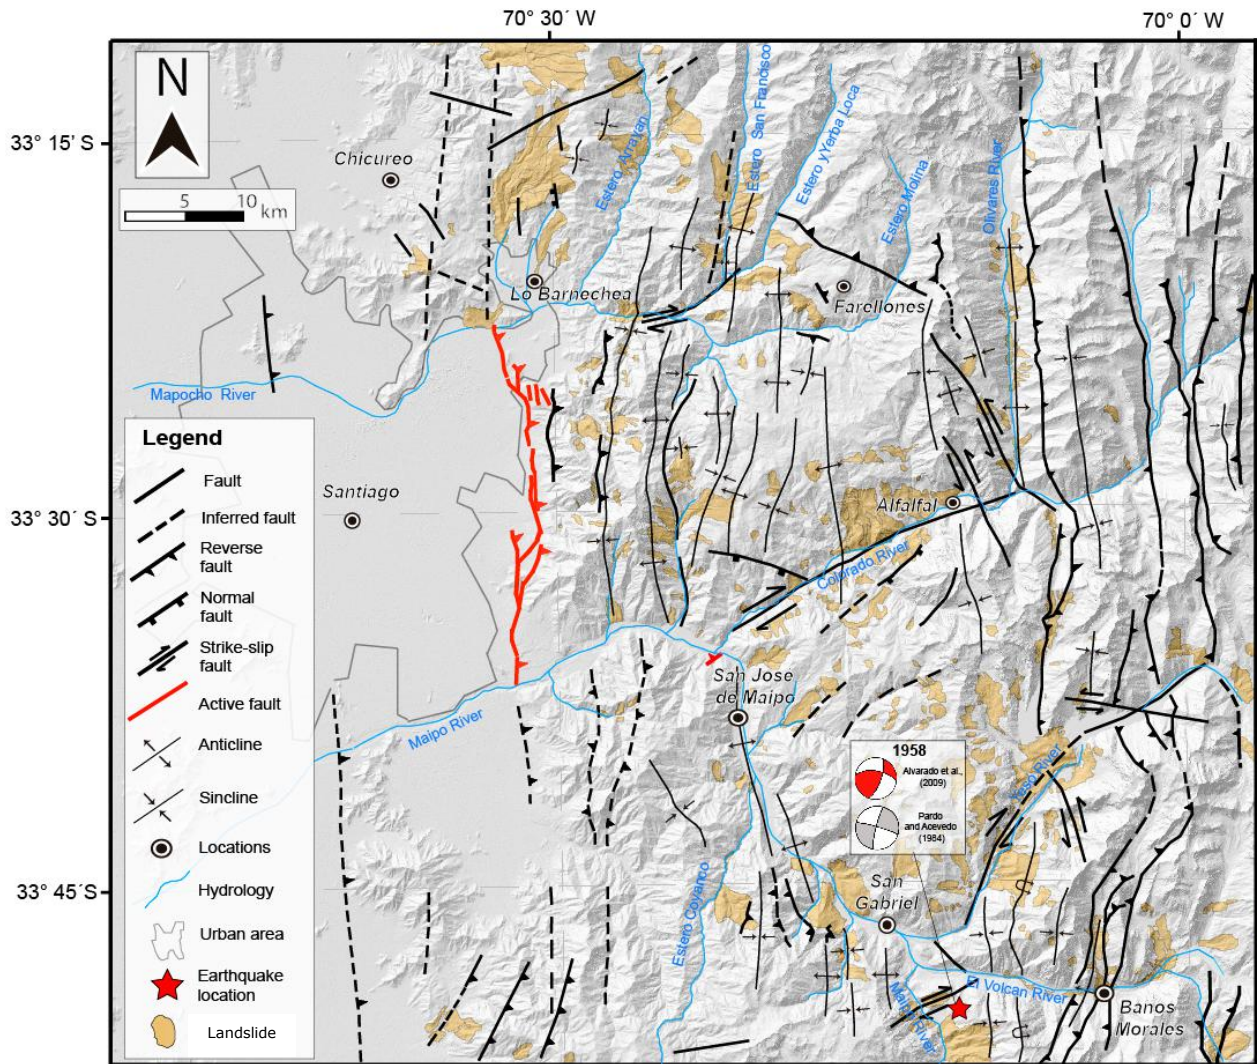 70° 30´ W
70° 0´ W
33° 15' S
33° 30´ S
33° 45´S
N
5 10 km
Chicureo
Estero Arrayan
Estero San Francisco
Estero yYerba Loca
Estero Molina
Olivares River
Lo Barnechea
Farellones
Mapocho River
Santiago
Alfalfal
Colorado River
San Jose
de Maipo
Maipo River
1958
Alvarado et al.,
(2009)
Pardo
and Acevedo
(1984)
Yeso River
San
Gabriel
Estero Coyanco
Maipo River
El Volcan River
Banos
Morales
Legend
Fault
Inferred fault
Reverse
fault
Normal
fault
Strike-slip
fault
Active fault
Anticline
Sincline
Locations
Hydrology
Urban area
Earthquake
location
Landslide